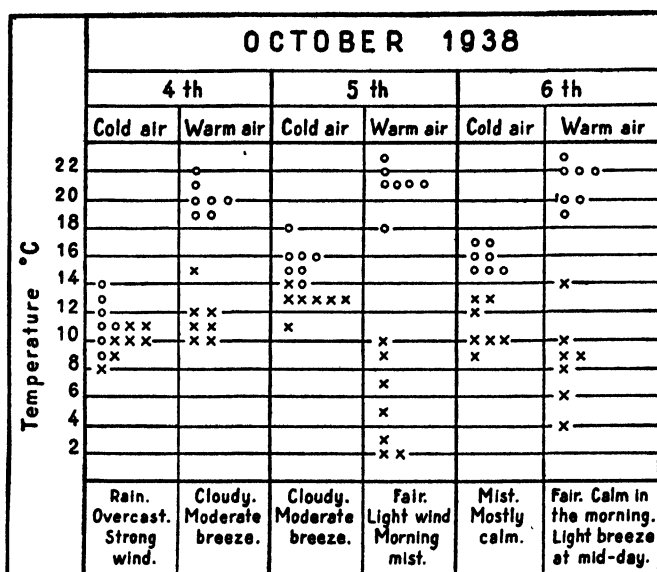 OCTOBER 1938
4 th 5 th 6 th
Cold air Warm air Cold air Warm air Cold air Warm air
Temperature °C
22
20
18
16
14
12
10
8
6
4
2
Rain.
Overcast.
Strong
wind.
Cloudy.
Moderate
breeze.
Cloudy.
Moderate
breeze.
Fair.
Light wind
Morning
mist.
Mist.
Mostly
calm.
Fair. Calm in
the morning.
Light breeze
at mid-day.